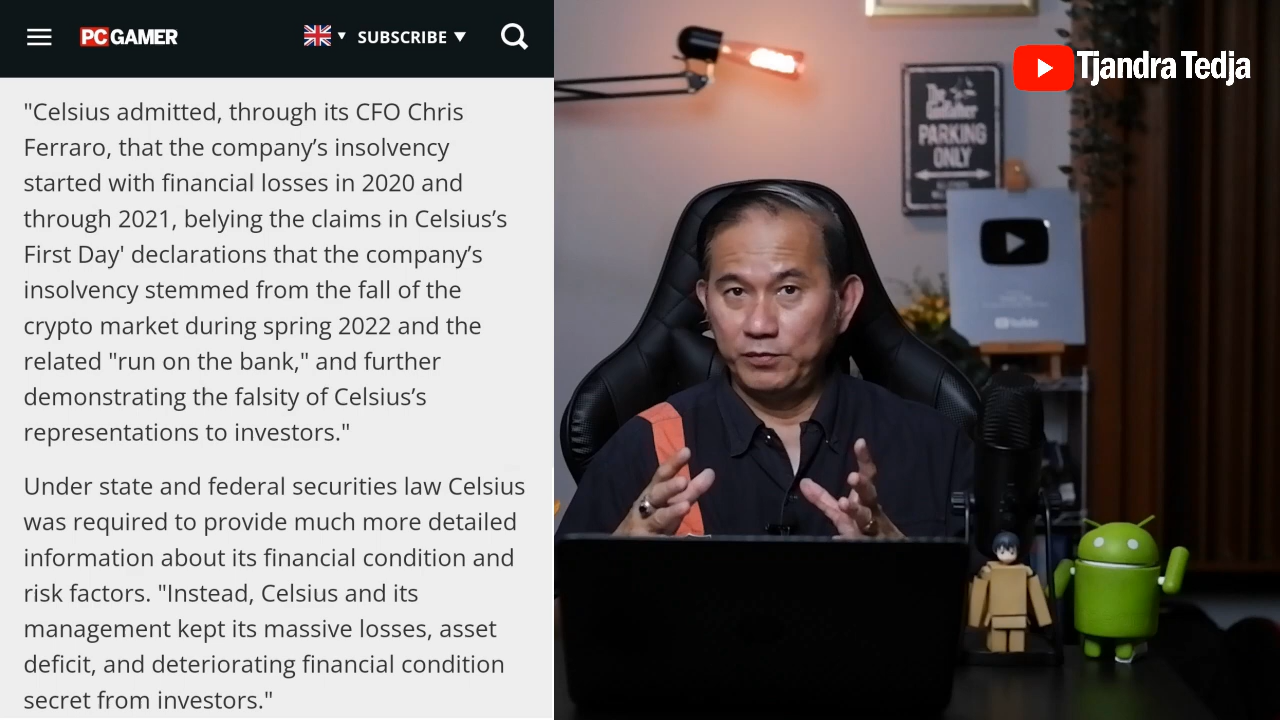 PC GAMER
SUBSCRIBE
"Celsius admitted, through its CFO Chris
Ferraro, that the company’s insolvency
started with financial losses in 2020 and
through 2021, belying the claims in Celsius’s
First Day' declarations that the company’s
insolvency stemmed from the fall of the
crypto market during spring 2022 and the
related "run on the bank," and further
demonstrating the falsity of Celsius’s
representations to investors."
Under state and federal securities law Celsius
was required to provide much more detailed
information about its financial condition and
risk factors. "Instead, Celsius and its
management kept its massive losses, asset
deficit, and deteriorating financial condition
secret from investors."
Tjandra Tedja
The
Godfather
PARKING
ONLY
YouTube